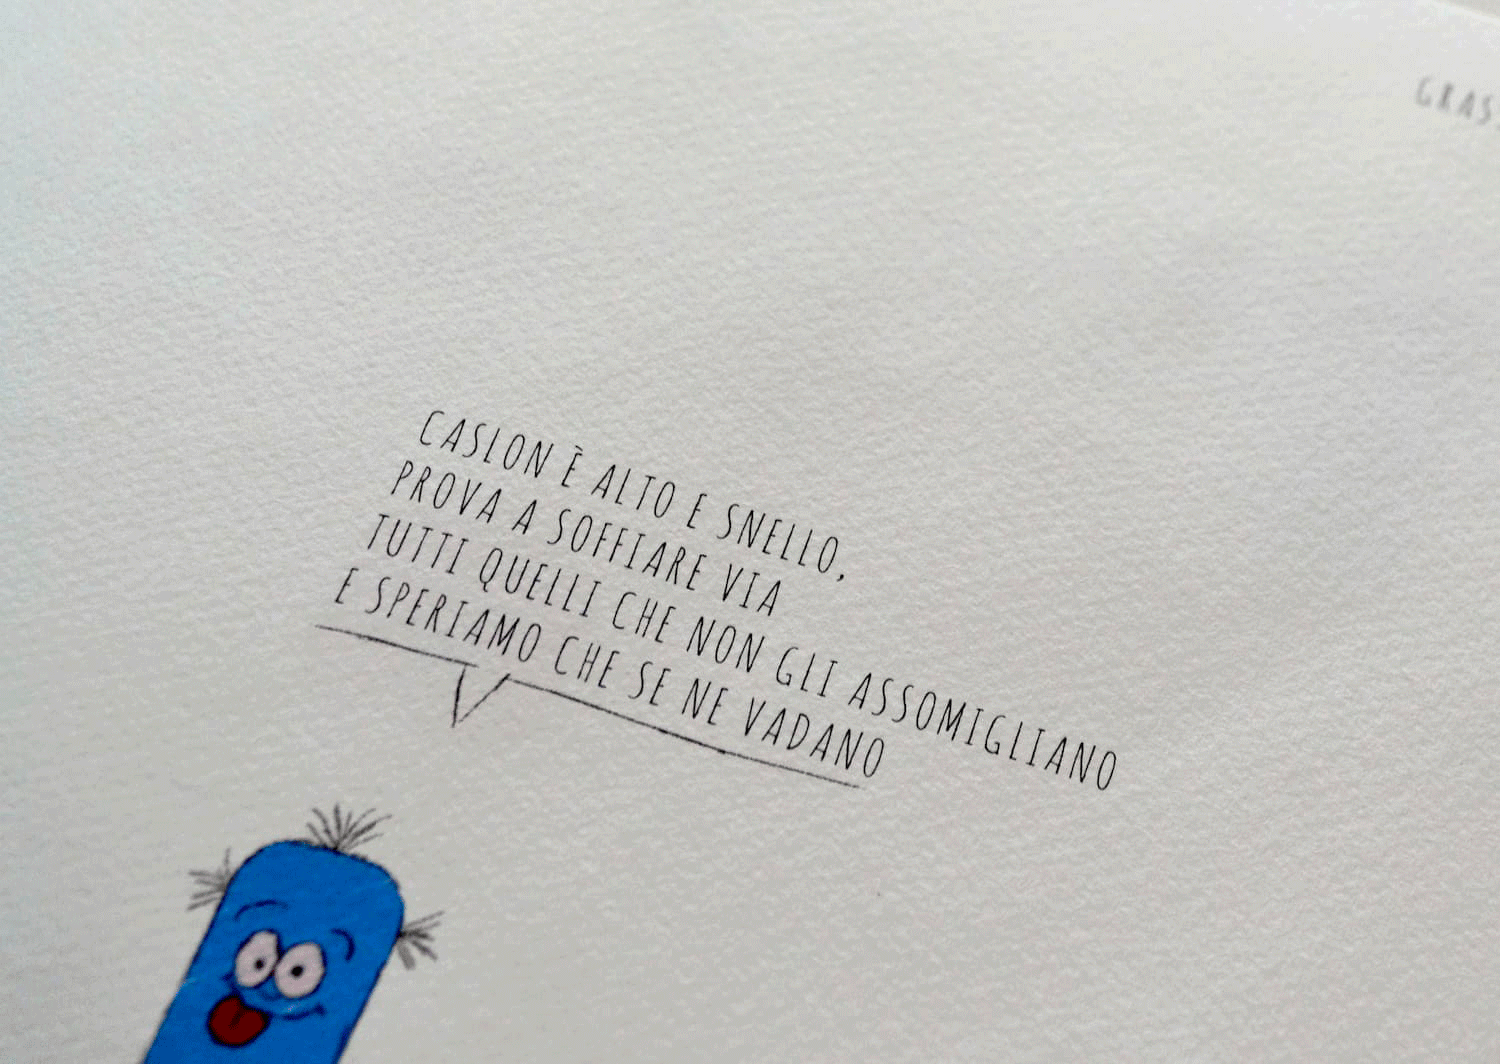 CASLON È ALTO E SNELLO,
PROVA A SOFFIARE VIA
TUTTI QUELLI CHE NON GLI ASSOMIGLIANO
E SPERIAMO CHE SE NE VADANO